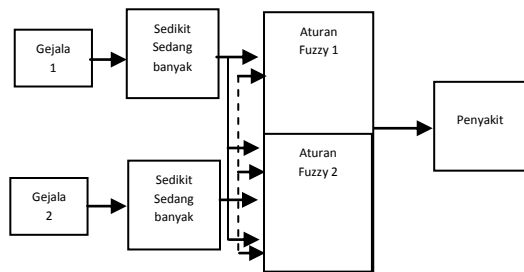 Gejala
1
Sedikit
Sedang
banyak
Aturan
Fuzzy 1
Penyakit
Gejala
2
Sedikit
Sedang
banyak
Aturan
Fuzzy 2